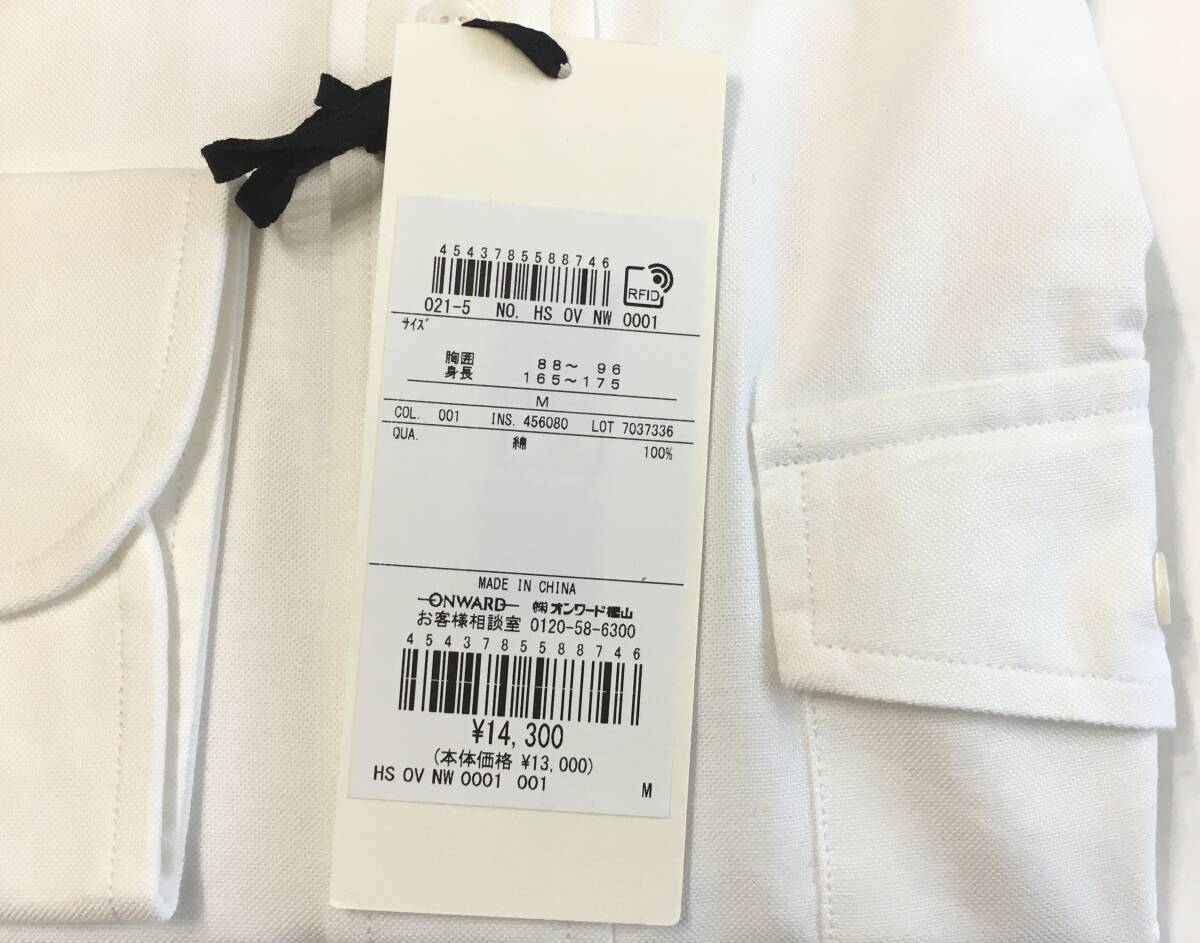 4543785588746
RFID
021-5 NO. HS OV NW 0001
ｻｲｽﾞ
胸囲 88～ 96
身長 165～175
M
COL. 001 INS. 456080 LOT 7037336
QUA. 綿 100%
MADE IN CHINA
ONWARD ㈱オンワード樫山
お客様相談室 0120-58-6300
4543785588746
¥14,300
(本体価格 ¥13,000)
HS OV NW 0001 001 M